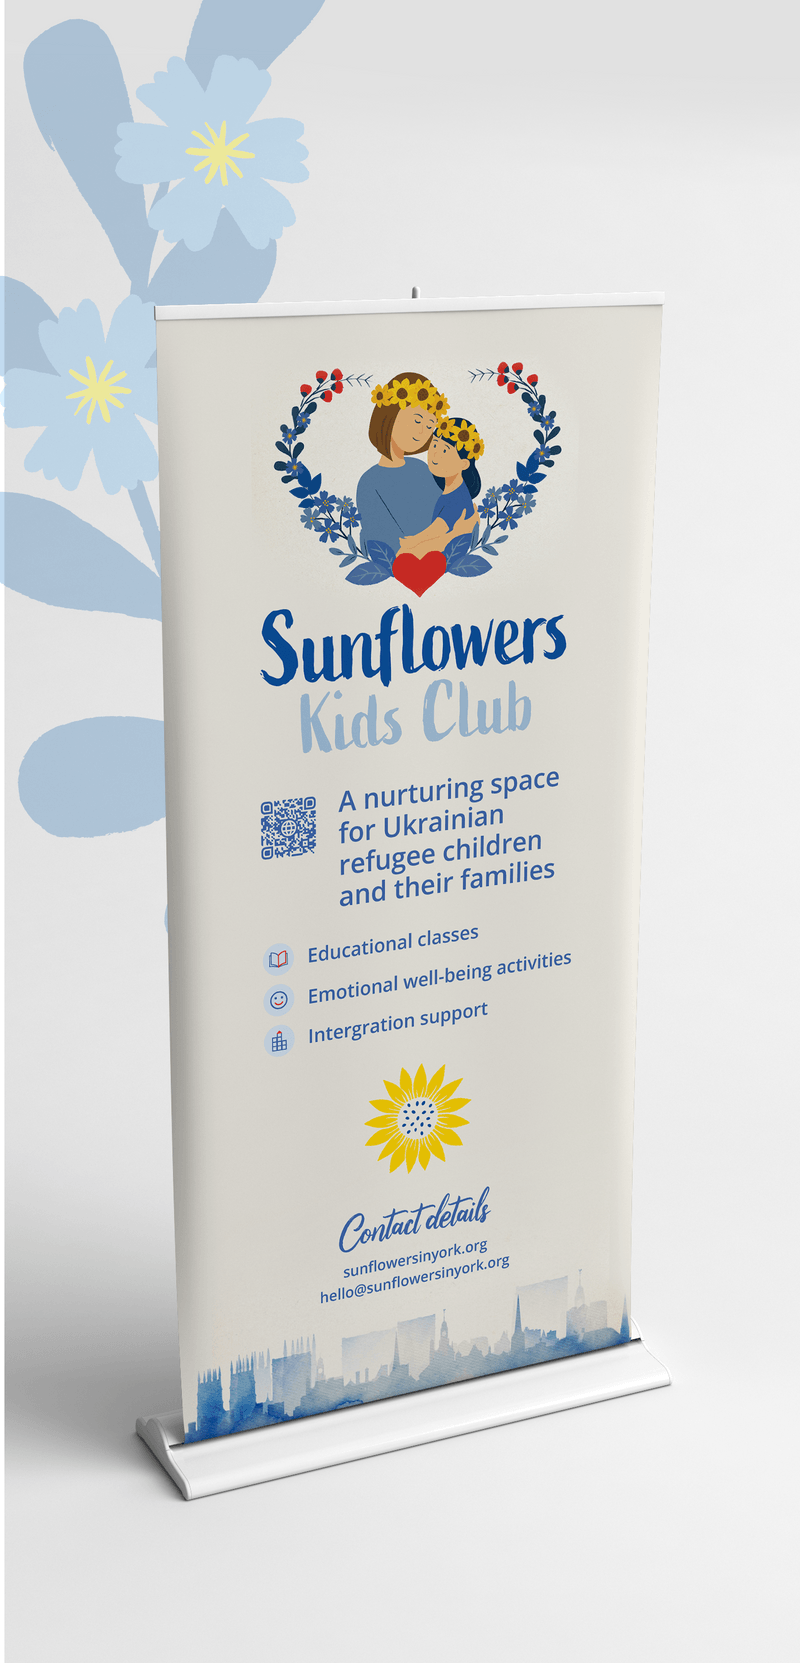 Sunflowers
Kids Club
A nurturing space
for Ukrainian
refugee children
and their families
Educational classes
Emotional well-being activities
Intergration support
Contact details
sunflowersinyork.org
hello@sunflowersinyork.org